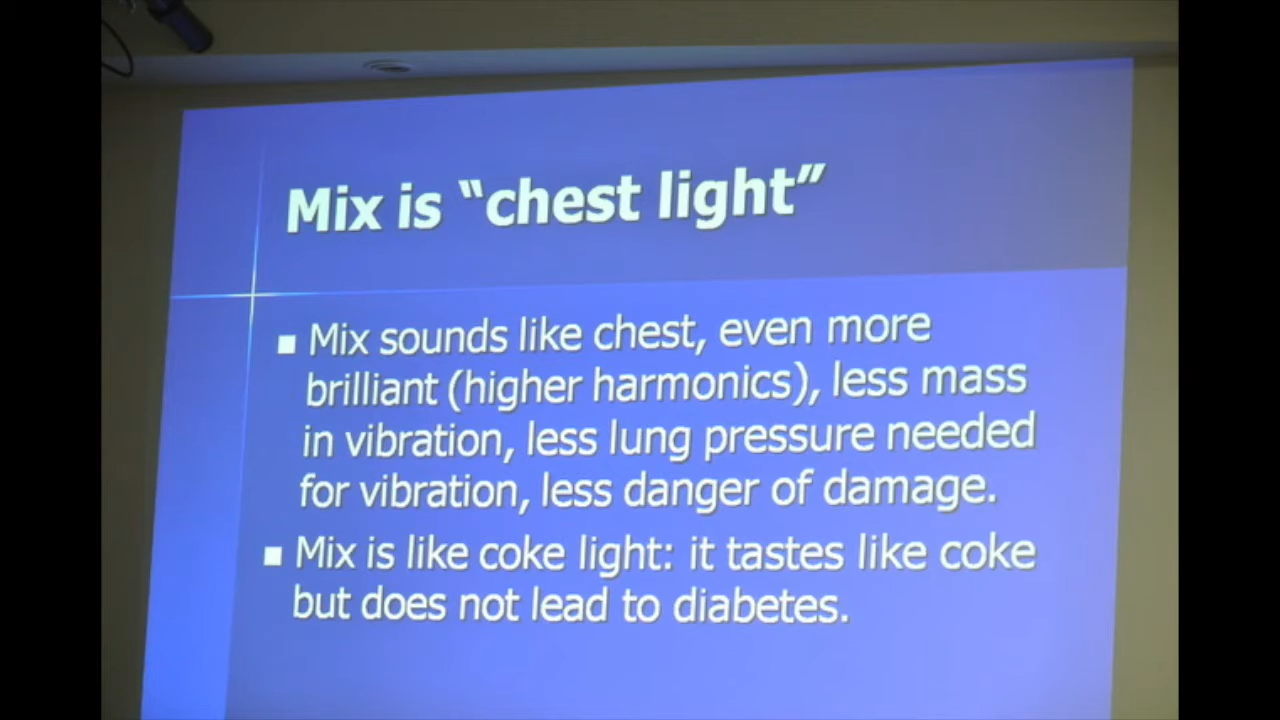 Mix is “chest light”
■ Mix sounds like chest, even more
brilliant (higher harmonics), less mass
in vibration, less lung pressure needed
for vibration, less danger of damage.
■ Mix is like coke light: it tastes like coke
but does not lead to diabetes.